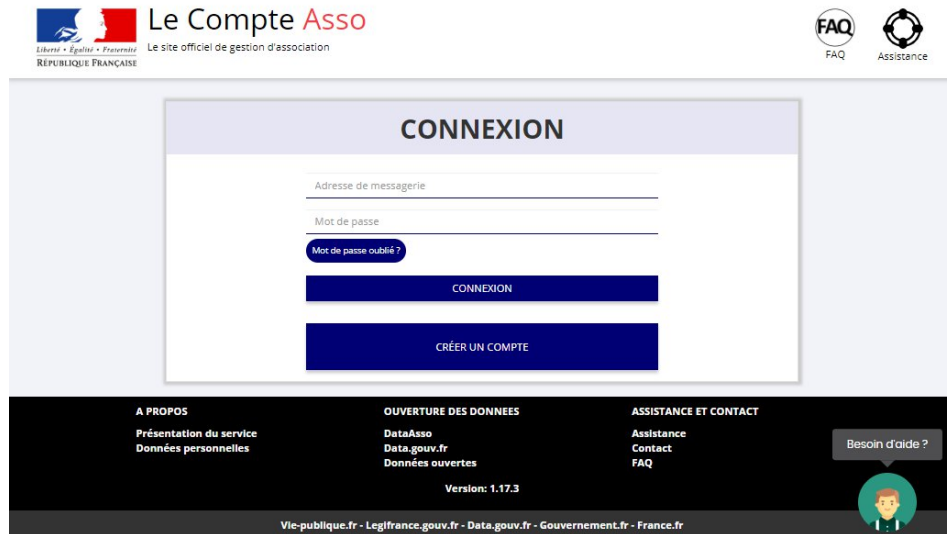 Le Compte Asso
Le site officiel de gestion d'association
Liberté • Égalité • Fraternité
RÉPUBLIQUE FRANÇAISE
FAQ
FAQ
Assistance
CONNEXION
Adresse de messagerie
Mot de passe
Mot de passe oublié ?
CONNEXION
CRÉER UN COMPTE
A PROPOS
Présentation du service
Données personnelles
OUVERTURE DES DONNEES
DataAsso
Data.gouv.fr
Données ouvertes
ASSISTANCE ET CONTACT
Assistance
Contact
FAQ
Besoin d'aide ?
Version: 1.17.3
Vie-publique.fr - Legifrance.gouv.fr - Data.gouv.fr - Gouvernement.fr - France.fr